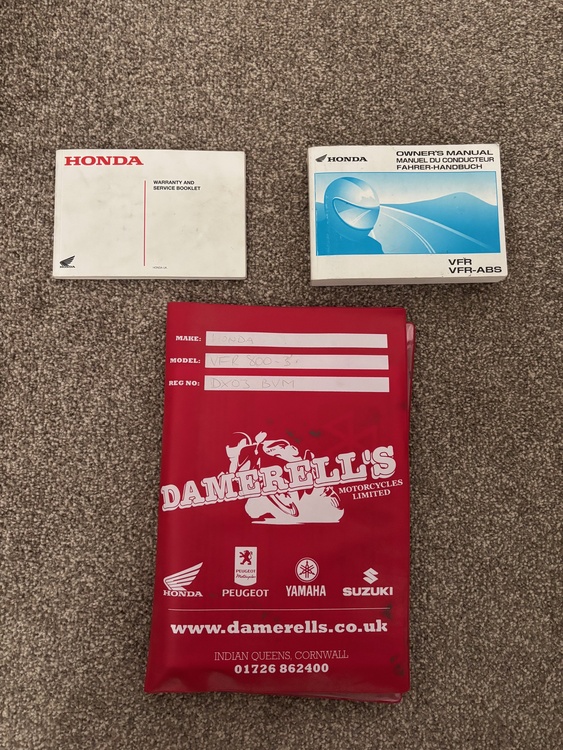 HONDA
WARRANTY AND
SERVICE BOOKLET
HONDA
HONDA
OWNER'S MANUAL
MANUEL DU CONDUCTEUR
FAHRER-HANDBUCH
VFR
VFR-ABS
MAKE: HONDA
MODEL: VFR 800
REG NO: DX03 BVM
DAMERELL'S
MOTORCYCLES
LIMITED
HONDA
PEUGEOT
Motocycles
PEUGEOT
YAMAHA
SUZUKI
www.damerells.co.uk
INDIAN QUEENS, CORNWALL
01726 862400